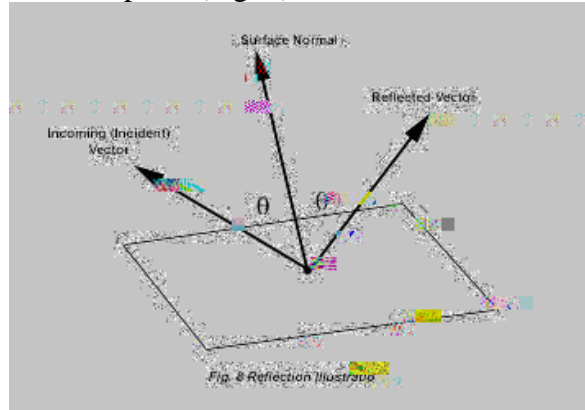 Surface Normal
Reflected Vector
Incoming (Incident)
Vector
θ
θ
Fig. 8 Reflection Illustratio